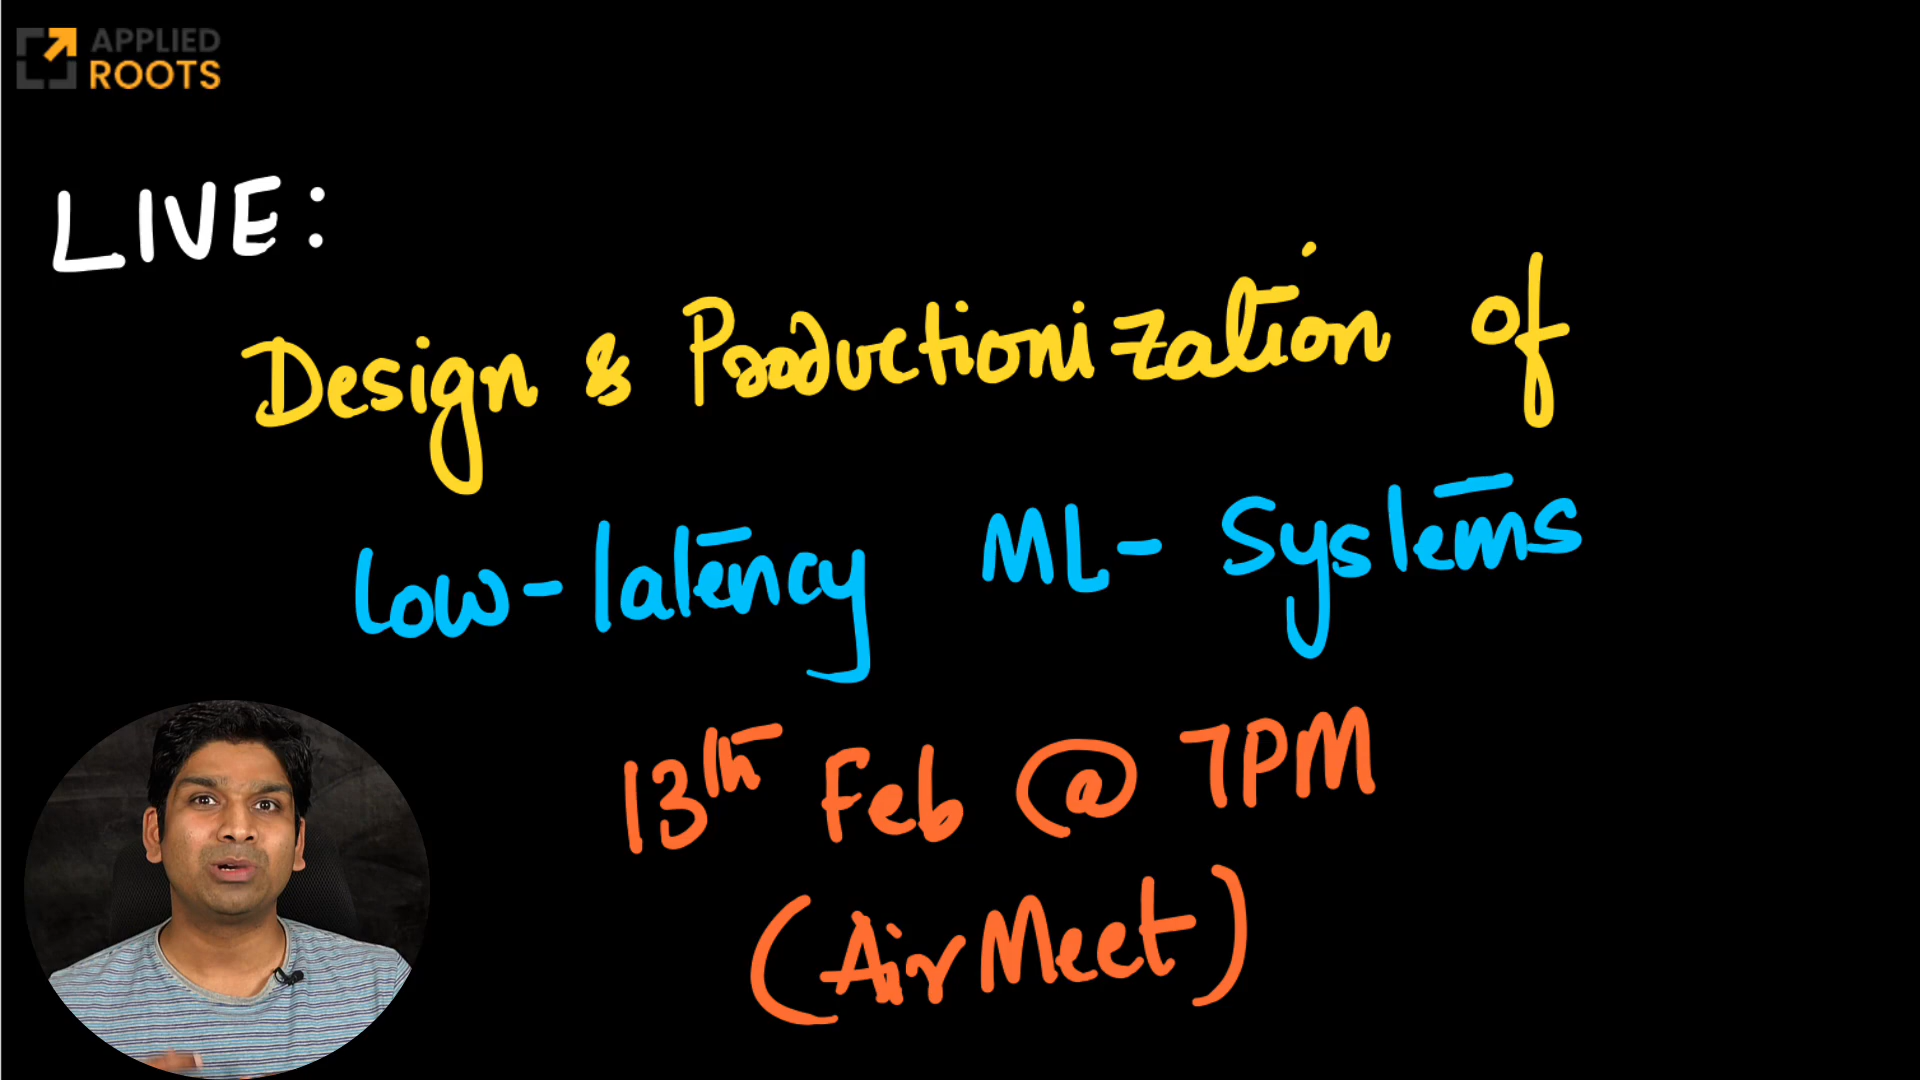 APPLIED
ROOTS
LIVE:
Design & Productionization of
Low-latency ML-Systems
13th Feb @ 7PM
(AirMeet)